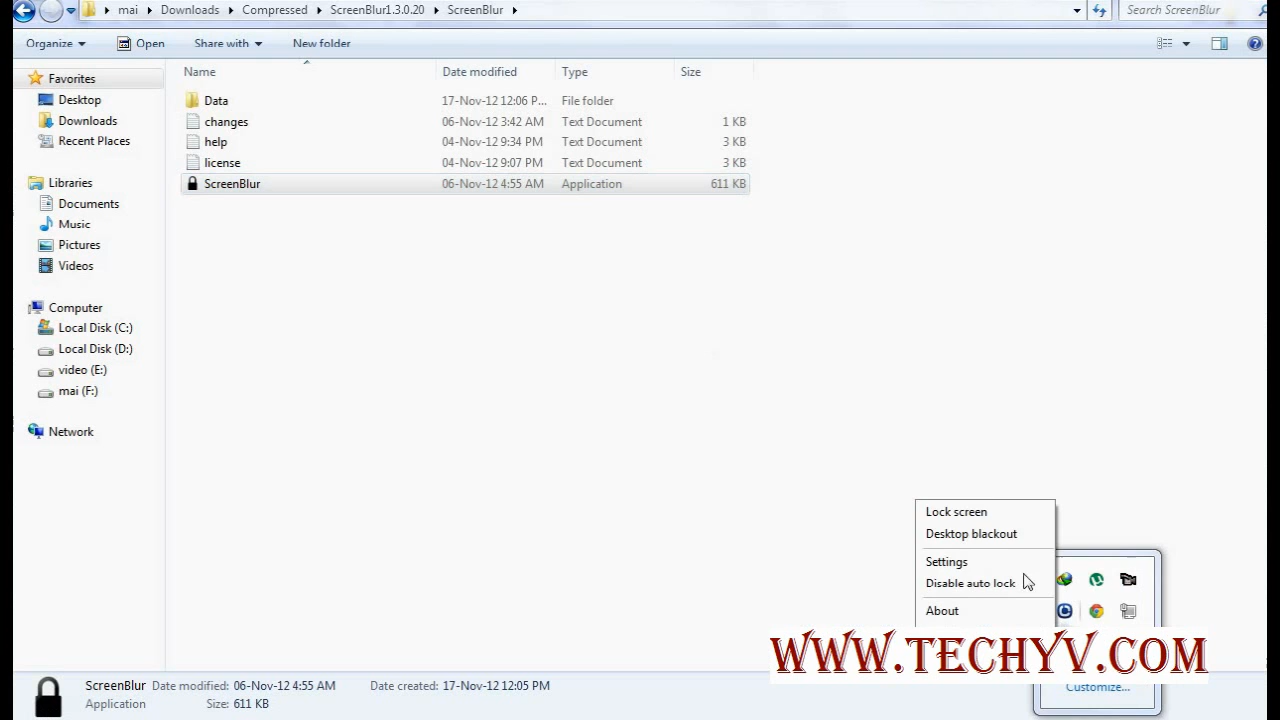 mai Downloads Compressed ScreenBlur1.3.0.20 ScreenBlur Search ScreenBlur
Organize Open Share with New folder
Name Date modified Type Size
Favorites
Desktop
Downloads
Recent Places
Libraries
Documents
Music
Pictures
Videos
Computer
Local Disk (C:)
Local Disk (D:)
video (E:)
mai (F:)
Network
Data 17-Nov-12 12:06 P... File folder
changes 06-Nov-12 3:42 AM Text Document 1 KB
help 04-Nov-12 9:34 PM Text Document 3 KB
license 04-Nov-12 9:07 PM Text Document 3 KB
ScreenBlur 06-Nov-12 4:55 AM Application 611 KB
Lock screen
Desktop blackout
Settings
Disable auto lock
About
WWW.TECHYV.COM
Customize...
ScreenBlur Date modified: 06-Nov-12 4:55 AM Date created: 17-Nov-12 12:05 PM
Application Size: 611 KB